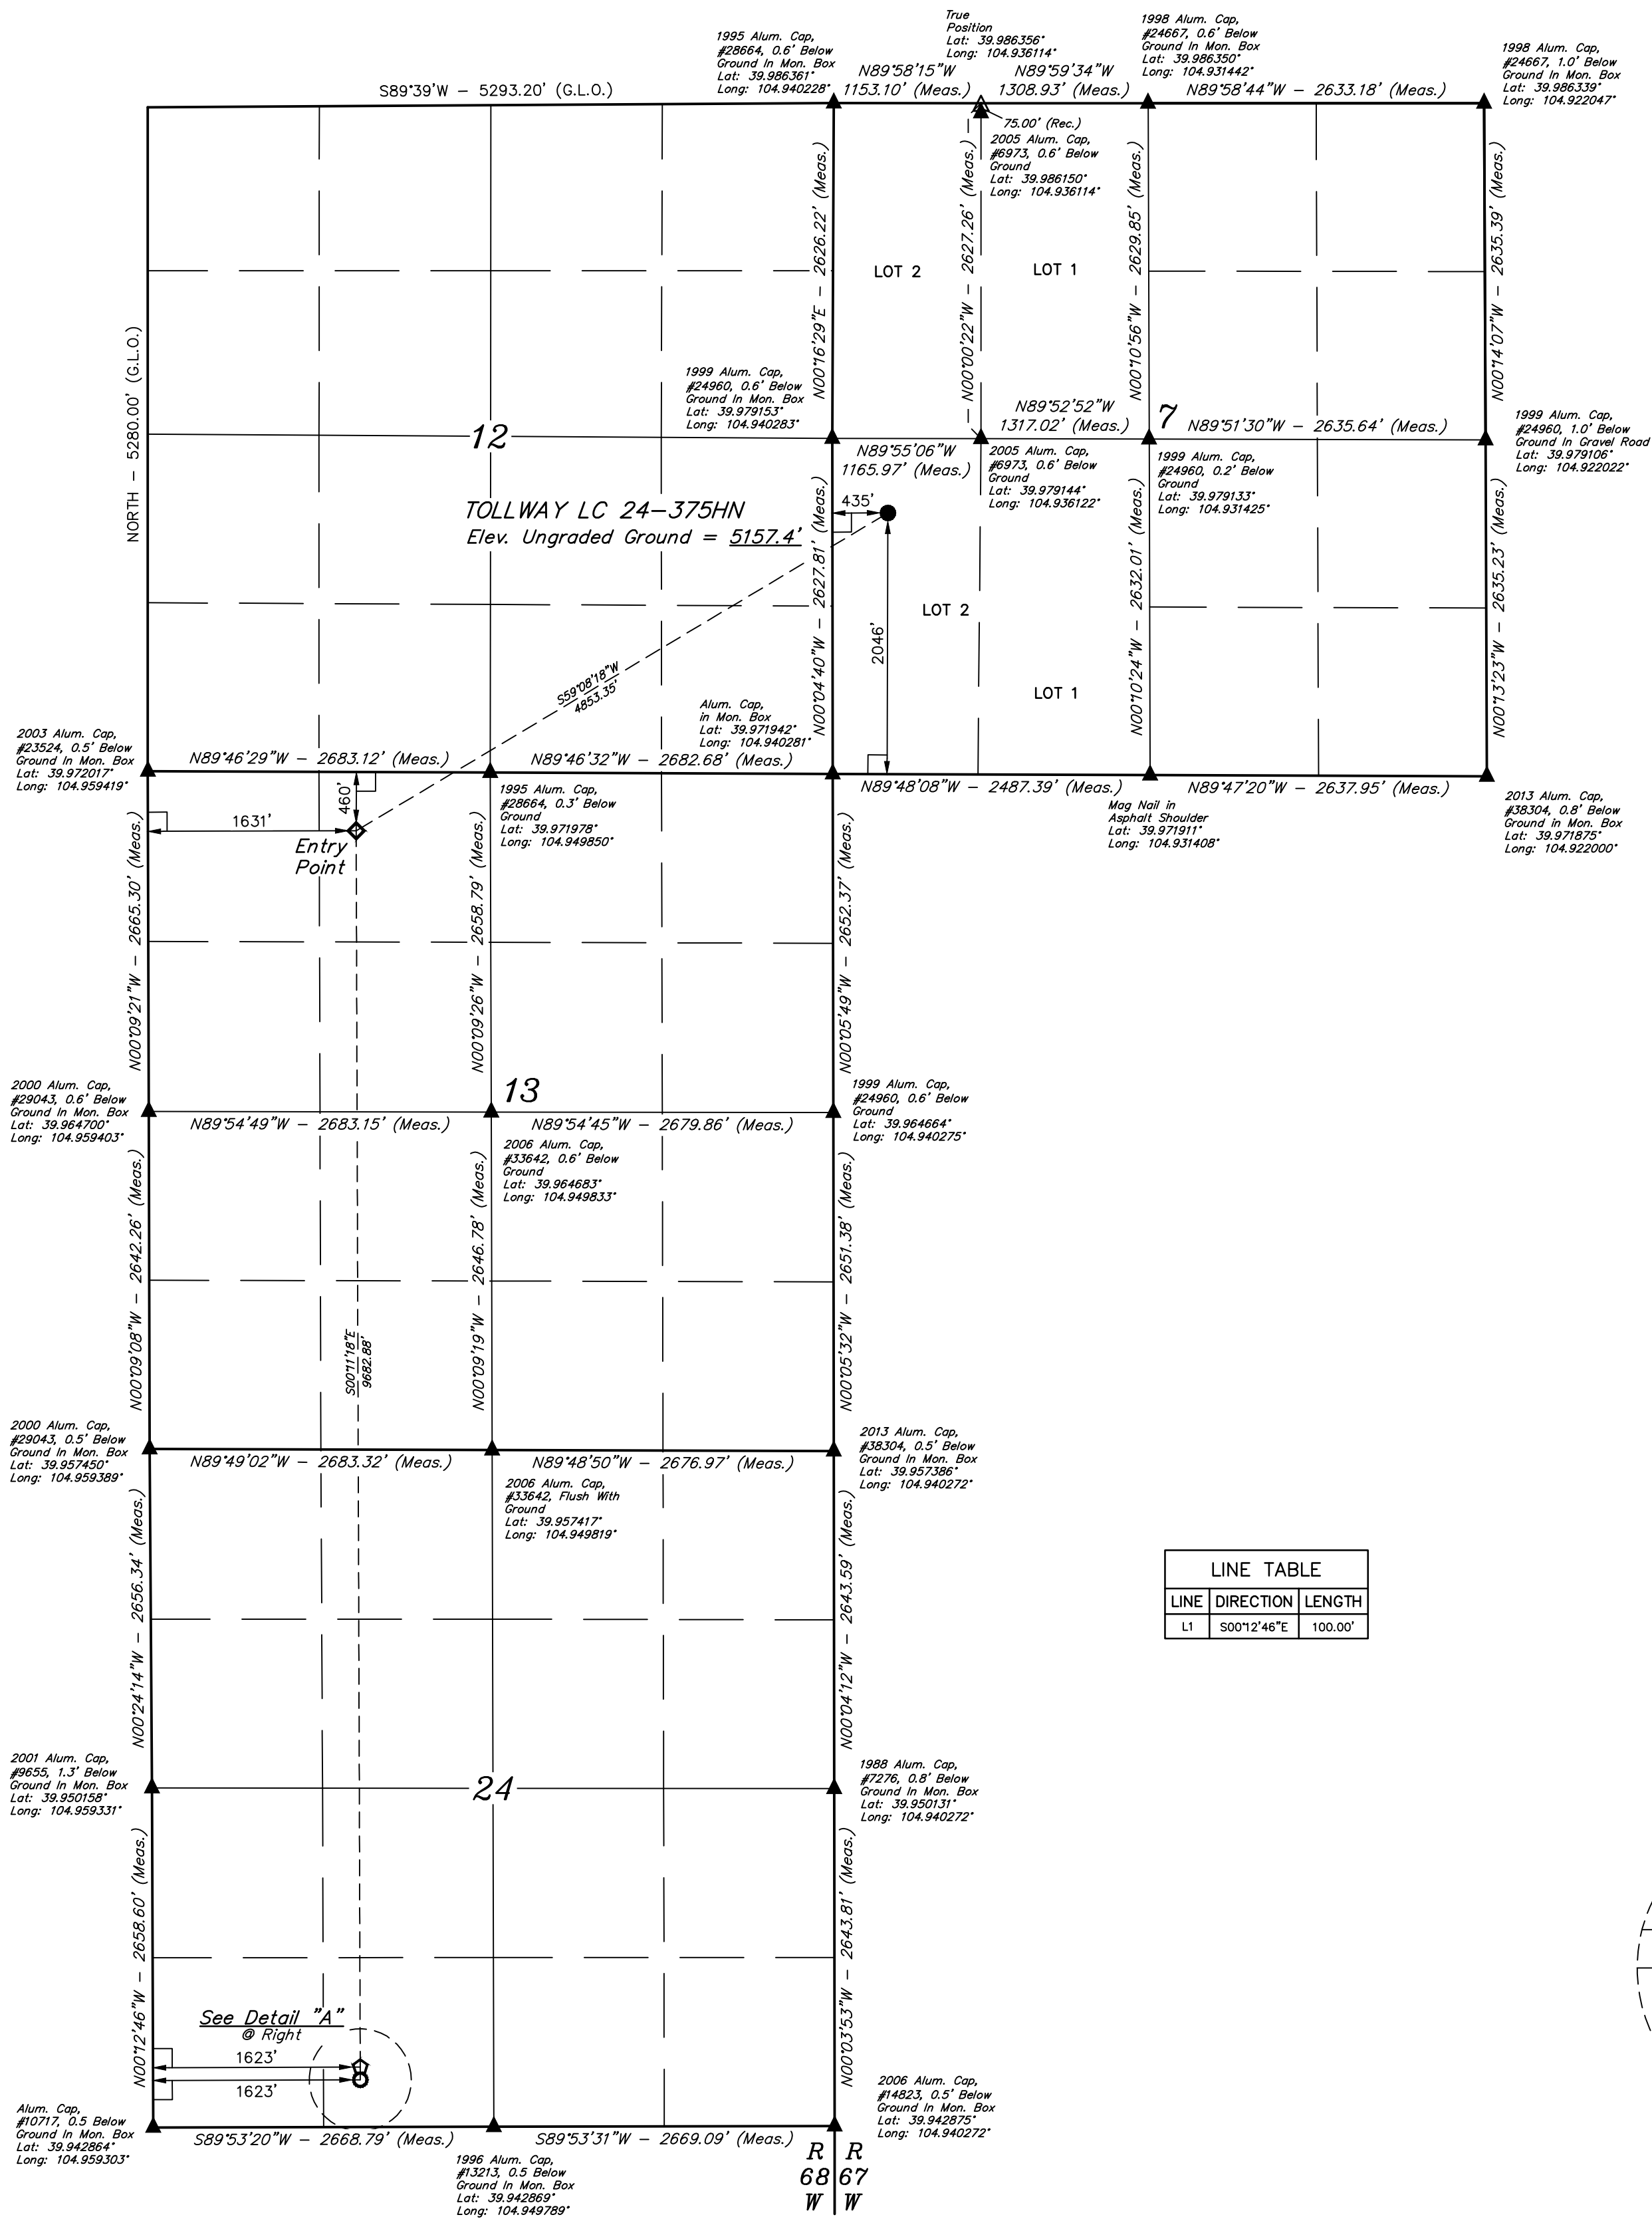 True
Position
Lat: 39.986356°
Long: 104.936114°
1995 Alum. Cap,
#28664, 0.6' Below
Ground In Mon. Box
Lat: 39.986361°
Long: 104.940228°
1998 Alum. Cap,
#24667, 0.6' Below
Ground In Mon. Box
Lat: 39.986350°
Long: 104.931442°
1998 Alum. Cap,
#24667, 1.0' Below
Ground In Mon. Box
Lat: 39.986339°
Long: 104.922047°
S89°39'W – 5293.20' (G.L.O.)
N89°58'15"W
1153.10' (Meas.)
N89°59'34"W
1308.93' (Meas.)
N89°58'44"W – 2633.18' (Meas.)
75.00' (Rec.)
2005 Alum. Cap,
#6973, 0.6' Below
Ground
Lat: 39.986150°
Long: 104.936114°
NORTH – 5280.00' (G.L.O.)
N00°16'29"E – 2626.22' (Meas.)
N00°00'22"W – 2627.26' (Meas.)
N00°10'56"W – 2629.85' (Meas.)
N00°14'07"W – 2635.39' (Meas.)
LOT 2
LOT 1
1999 Alum. Cap,
#24960, 0.6' Below
Ground In Mon. Box
Lat: 39.979153°
Long: 104.940283°
12
N89°52'52"W
1317.02' (Meas.)
7
N89°51'30"W – 2635.64' (Meas.)
1999 Alum. Cap,
#24960, 1.0' Below
Ground In Gravel Road
Lat: 39.979106°
Long: 104.922022°
N89°55'06"W
1165.97' (Meas.)
2005 Alum. Cap,
#6973, 0.6' Below
Ground
Lat: 39.979144°
Long: 104.936122°
1999 Alum. Cap,
#24960, 0.2' Below
Ground
Lat: 39.979133°
Long: 104.931425°
TOLLWAY LC 24-375HN
Elev. Ungraded Ground = 5157.4'
435'
2046'
N00°04'40"W – 2627.81' (Meas.)
N00°10'24"W – 2632.01' (Meas.)
N00°13'23"W – 2635.23' (Meas.)
LOT 2
LOT 1
S59°08'18"W
4853.35'
Alum. Cap,
in Mon. Box
Lat: 39.971942°
Long: 104.940281°
2003 Alum. Cap,
#23524, 0.5' Below
Ground In Mon. Box
Lat: 39.972017°
Long: 104.959419°
N89°46'29"W – 2683.12' (Meas.)
N89°46'32"W – 2682.68' (Meas.)
N89°48'08"W – 2487.39' (Meas.)
N89°47'20"W – 2637.95' (Meas.)
1995 Alum. Cap,
#28664, 0.3' Below
Ground
Lat: 39.971978°
Long: 104.949850°
Mag Nail in
Asphalt Shoulder
Lat: 39.971911°
Long: 104.931408°
2013 Alum. Cap,
#38304, 0.8' Below
Ground in Mon. Box
Lat: 39.971875°
Long: 104.922000°
460'
1631'
Entry
Point
N00°09'21"W – 2665.30' (Meas.)
N00°09'26"W – 2658.79' (Meas.)
N00°05'49"W – 2652.37' (Meas.)
2000 Alum. Cap,
#29043, 0.6' Below
Ground In Mon. Box
Lat: 39.964700°
Long: 104.959403°
13
1999 Alum. Cap,
#24960, 0.6' Below
Ground
Lat: 39.964664°
Long: 104.940275°
N89°54'49"W – 2683.15' (Meas.)
N89°54'45"W – 2679.86' (Meas.)
2006 Alum. Cap,
#33642, 0.6' Below
Ground
Lat: 39.964683°
Long: 104.949833°
N00°09'08"W – 2642.26' (Meas.)
N00°09'19"W – 2646.78' (Meas.)
N00°05'32"W – 2651.38' (Meas.)
S00°11'18"E
9682.88'
2000 Alum. Cap,
#29043, 0.5' Below
Ground In Mon. Box
Lat: 39.957450°
Long: 104.959389°
N89°49'02"W – 2683.32' (Meas.)
N89°48'50"W – 2676.97' (Meas.)
2013 Alum. Cap,
#38304, 0.5' Below
Ground In Mon. Box
Lat: 39.957386°
Long: 104.940272°
2006 Alum. Cap,
#33642, Flush With
Ground
Lat: 39.957417°
Long: 104.949819°
N00°24'14"W – 2656.34' (Meas.)
N00°04'12"W – 2643.59' (Meas.)
LINE TABLE
LINE DIRECTION LENGTH
L1 S00°12'46"E 100.00'
2001 Alum. Cap,
#9655, 1.3' Below
Ground In Mon. Box
Lat: 39.950158°
Long: 104.959331°
24
1988 Alum. Cap,
#7276, 0.8' Below
Ground In Mon. Box
Lat: 39.950131°
Long: 104.940272°
N00°12'46"W – 2658.60' (Meas.)
N00°03'53"W – 2643.81' (Meas.)
See Detail "A"
@ Right
1623'
1623'
Alum. Cap,
#10717, 0.5 Below
Ground In Mon. Box
Lat: 39.942864°
Long: 104.959303°
S89°53'20"W – 2668.79' (Meas.)
S89°53'31"W – 2669.09' (Meas.)
2006 Alum. Cap,
#14823, 0.5' Below
Ground In Mon. Box
Lat: 39.942875°
Long: 104.940272°
1996 Alum. Cap,
#13213, 0.5 Below
Ground In Mon. Box
Lat: 39.942869°
Long: 104.949789°
R R
68 67
W W